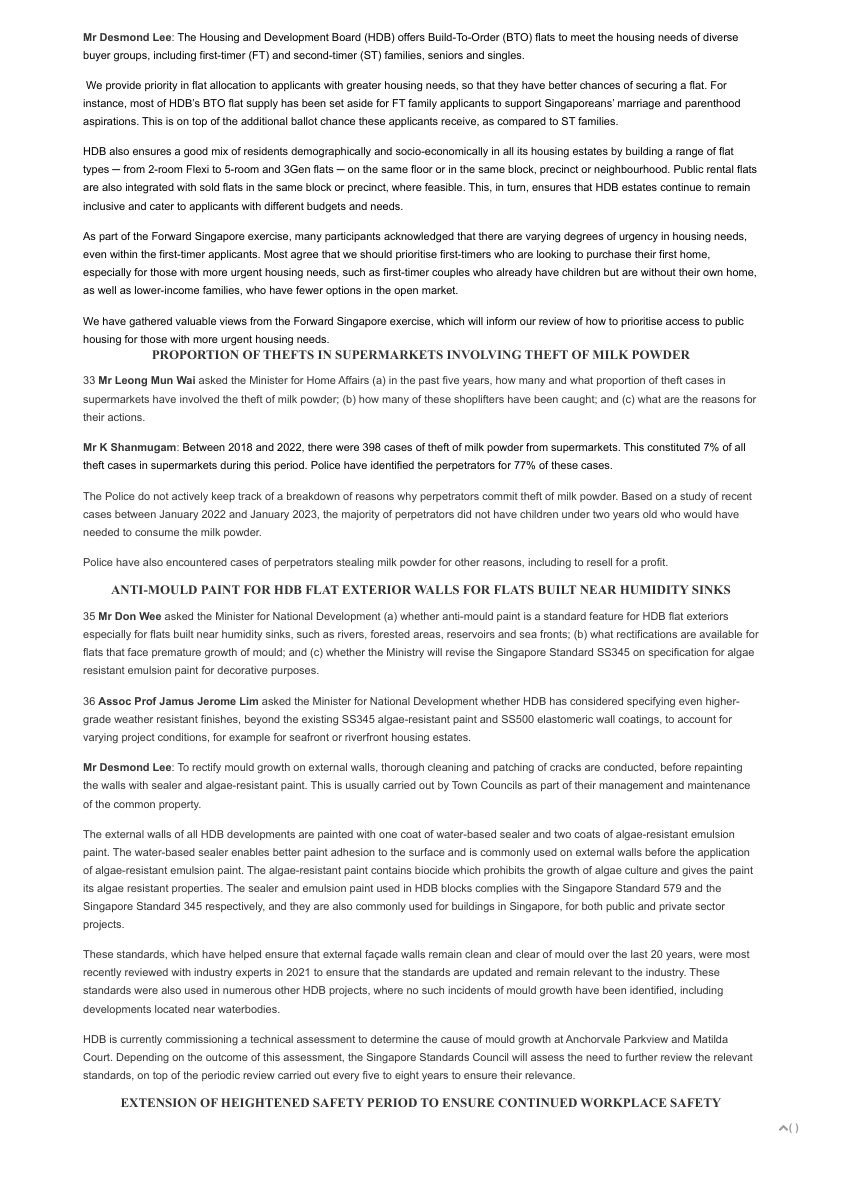 Mr Desmond Lee: The Housing and Development Board (HDB) offers Build-To-Order (BTO) flats to meet the housing needs of diverse
buyer groups, including first-timer (FT) and second-timer (ST) families, seniors and singles.
We provide priority in flat allocation to applicants with greater housing needs, so that they have better chances of securing a flat. For
instance, most of HDB's BTO flat supply has been set aside for FT family applicants to support Singaporeans' marriage and parenthood
aspirations. This is on top of the additional ballot chance these applicants receive, as compared to ST families.
HDB also ensures a good mix of residents demographically and socio-economically in all its housing estates by building a range of flat
types ─ from 2-room Flexi to 5-room and 3Gen flats ─ on the same floor or in the same block, precinct or neighbourhood. Public rental flats
are also integrated with sold flats in the same block or precinct, where feasible. This, in turn, ensures that HDB estates continue to remain
inclusive and cater to applicants with different budgets and needs.
As part of the Forward Singapore exercise, many participants acknowledged that there are varying degrees of urgency in housing needs,
even within the first-timer applicants. Most agree that we should prioritise first-timers who are looking to purchase their first home,
especially for those with more urgent housing needs, such as first-timer couples who already have children but are without their own home,
as well as lower-income families, who have fewer options in the open market.
We have gathered valuable views from the Forward Singapore exercise, which will inform our review of how to prioritise access to public
housing for those with more urgent housing needs.
PROPORTION OF THEFTS IN SUPERMARKETS INVOLVING THEFT OF MILK POWDER
33 Mr Leong Mun Wai asked the Minister for Home Affairs (a) in the past five years, how many and what proportion of theft cases in
supermarkets have involved the theft of milk powder; (b) how many of these shoplifters have been caught; and (c) what are the reasons for
their actions.
Mr K Shanmugam: Between 2018 and 2022, there were 398 cases of theft of milk powder from supermarkets. This constituted 7% of all
theft cases in supermarkets during this period. Police have identified the perpetrators for 77% of these cases.
The Police do not actively keep track of a breakdown of reasons why perpetrators commit theft of milk powder. Based on a study of recent
cases between January 2022 and January 2023, the majority of perpetrators did not have children under two years old who would have
needed to consume the milk powder.
Police have also encountered cases of perpetrators stealing milk powder for other reasons, including to resell for a profit.
ANTI-MOULD PAINT FOR HDB FLAT EXTERIOR WALLS FOR FLATS BUILT NEAR HUMIDITY SINKS
35 Mr Don Wee asked the Minister for National Development (a) whether anti-mould paint is a standard feature for HDB flat exteriors
especially for flats built near humidity sinks, such as rivers, forested areas, reservoirs and sea fronts; (b) what rectifications are available for
flats that face premature growth of mould; and (c) whether the Ministry will revise the Singapore Standard SS345 on specification for algae
resistant emulsion paint for decorative purposes.
36 Assoc Prof Jamus Jerome Lim asked the Minister for National Development whether HDB has considered specifying even higher-
grade weather resistant finishes, beyond the existing SS345 algae-resistant paint and SS500 elastomeric wall coatings, to account for
varying project conditions, for example for seafront or riverfront housing estates.
Mr Desmond Lee: To rectify mould growth on external walls, thorough cleaning and patching of cracks are conducted, before repainting
the walls with sealer and algae-resistant paint. This is usually carried out by Town Councils as part of their management and maintenance
of the common property.
The external walls of all HDB developments are painted with one coat of water-based sealer and two coats of algae-resistant emulsion
paint. The water-based sealer enables better paint adhesion to the surface and is commonly used on external walls before the application
of algae-resistant emulsion paint. The algae-resistant paint contains biocide which prohibits the growth of algae culture and gives the paint
its algae resistant properties. The sealer and emulsion paint used in HDB blocks complies with the Singapore Standard 579 and the
Singapore Standard 345 respectively, and they are also commonly used for buildings in Singapore, for both public and private sector
projects.
These standards, which have helped ensure that external façade walls remain clean and clear of mould over the last 20 years, were most
recently reviewed with industry experts in 2021 to ensure that the standards are updated and remain relevant to the industry. These
standards were also used in numerous other HDB projects, where no such incidents of mould growth have been identified, including
developments located near waterbodies.
HDB is currently commissioning a technical assessment to determine the cause of mould growth at Anchorvale Parkview and Matilda
Court. Depending on the outcome of this assessment, the Singapore Standards Council will assess the need to further review the relevant
standards, on top of the periodic review carried out every five to eight years to ensure their relevance.
EXTENSION OF HEIGHTENED SAFETY PERIOD TO ENSURE CONTINUED WORKPLACE SAFETY
( )